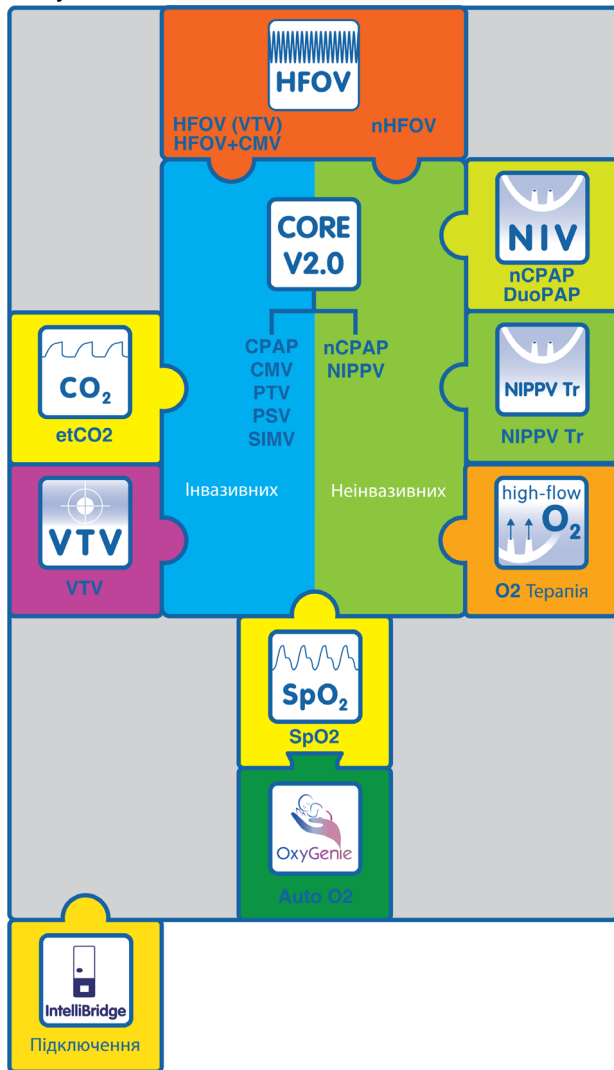 HFOV
HFOV (VTV)
HFOV+CMV
nHFOV
CORE
V2.0
CPAP
CMV
PTV
PSV
SIMV
nCPAP
NIPPV
Інвазивних
Неінвазивних
NIV
nCPAP
DuoPAP
CO2
etCO2
NIPPV Tr
NIPPV Tr
VTV
VTV
high-flow
O2
O2 Терапія
SpO2
SpO2
OxyGenie
Auto O2
IntelliBridge
Підключення